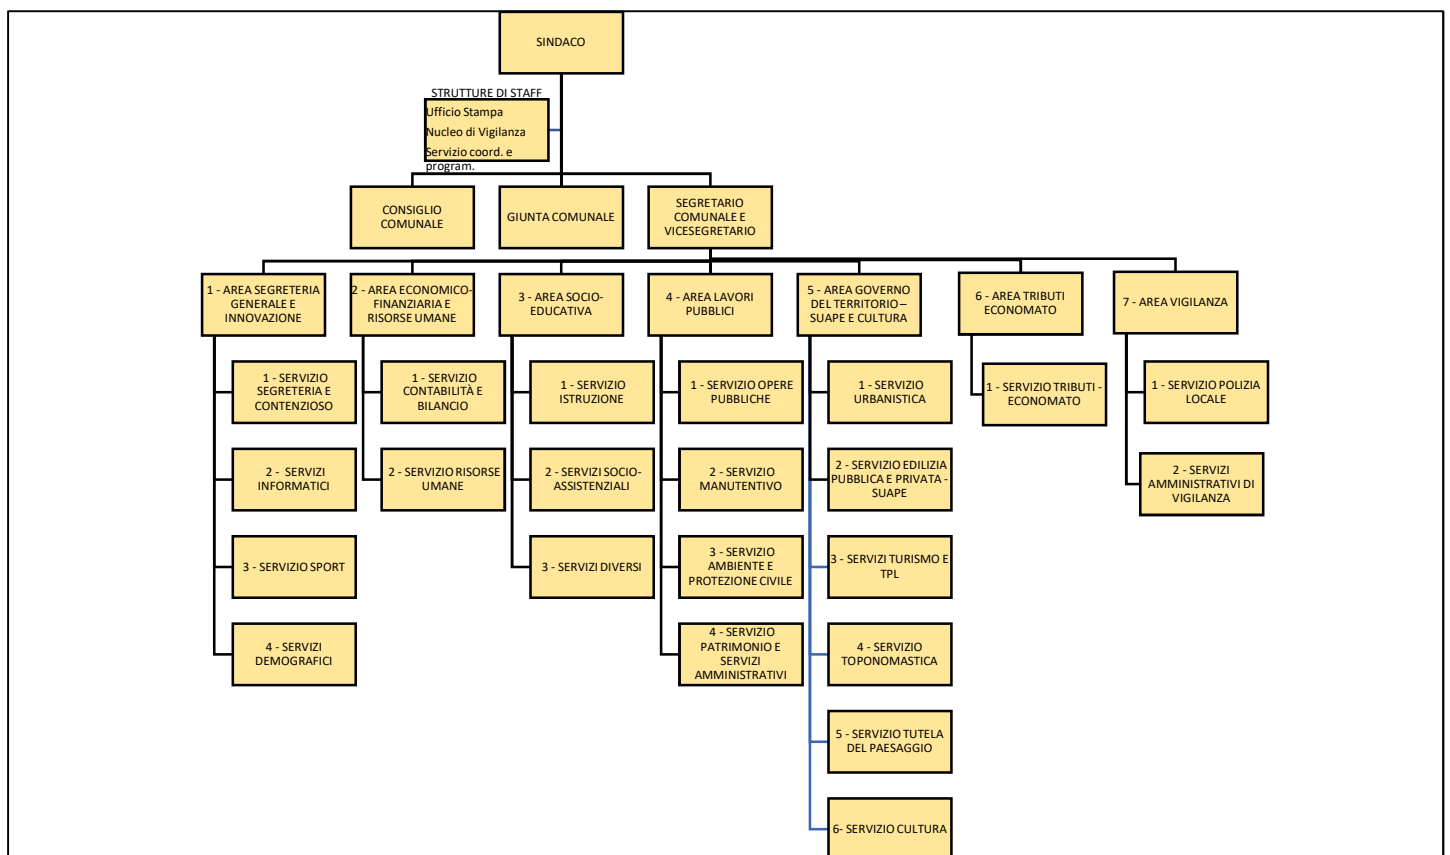 SINDACO
STRUTTURE DI STAFF
Ufficio Stampa
Nucleo di Vigilanza
Servizio coord. e
program.
CONSIGLIO
COMUNALE
GIUNTA COMUNALE
SEGRETARIO
COMUNALE E
VICESEGRETARIO
1 - AREA SEGRETERIA
GENERALE E
INNOVAZIONE
2 - AREA ECONOMICO-
FINANZIARIA E
RISORSE UMANE
3 - AREA SOCIO-
EDUCATIVA
4 - AREA LAVORI
PUBBLICI
5 - AREA GOVERNO
DEL TERRITORIO –
SUAPE E CULTURA
6 - AREA TRIBUTI
ECONOMATO
7 - AREA VIGILANZA
1 - SERVIZIO
SEGRETERIA E
CONTENZIOSO
1 - SERVIZIO
CONTABILITÀ E
BILANCIO
1 - SERVIZIO
ISTRUZIONE
1 - SERVIZIO OPERE
PUBBLICHE
1 - SERVIZIO
URBANISTICA
1 - SERVIZIO TRIBUTI -
ECONOMATO
1 - SERVIZIO POLIZIA
LOCALE
2 - SERVIZI
INFORMATICI
2 - SERVIZIO RISORSE
UMANE
2 - SERVIZI SOCIO-
ASSISTENZIALI
2 - SERVIZIO
MANUTENTIVO
2 - SERVIZIO EDILIZIA
PUBBLICA E PRIVATA -
SUAPE
2 - SERVIZI
AMMINISTRATIVI DI
VIGILANZA
3 - SERVIZIO SPORT
3 - SERVIZI DIVERSI
3 - SERVIZIO
AMBIENTE E
PROTEZIONE CIVILE
3 - SERVIZI TURISMO E
TPL
4 - SERVIZI
DEMOGRAFICI
4 - SERVIZIO
PATRIMONIO E
SERVIZI
AMMINISTRATIVI
4 - SERVIZIO
TOPONOMASTICA
5 - SERVIZIO TUTELA
DEL PAESAGGIO
6- SERVIZIO CULTURA